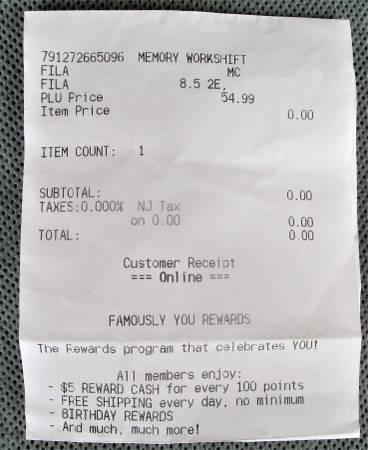 791272665096 MEMORY WORKSHIFT
FILA MC
FILA 8.5 2E,
PLU Price 54.99
Item Price 0.00
ITEM COUNT: 1
SUBTOTAL: 0.00
TAXES:0.000% NJ Tax
on 0.00 0.00
TOTAL: 0.00
Customer Receipt
=== Online ===
FAMOUSLY YOU REWARDS
The Rewards program that celebrates YOU!
All members enjoy:
- $5 REWARD CASH for every 100 points
- FREE SHIPPING every day, no minimum
- BIRTHDAY REWARDS
- And much, much more!